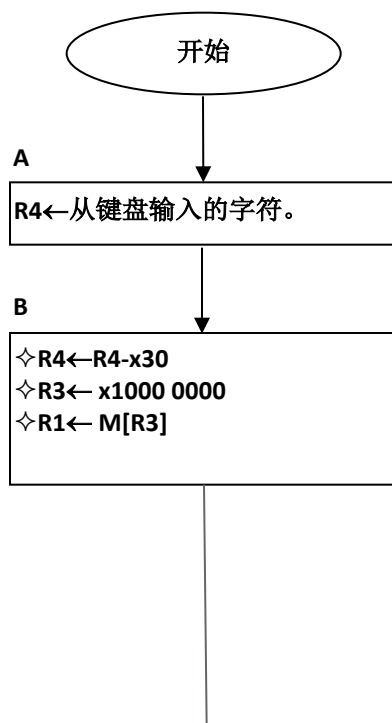 开始
A
R4←从键盘输入的字符。
B
✧R4←R4-x30
✧R3← x1000 0000
✧R1← M[R3]